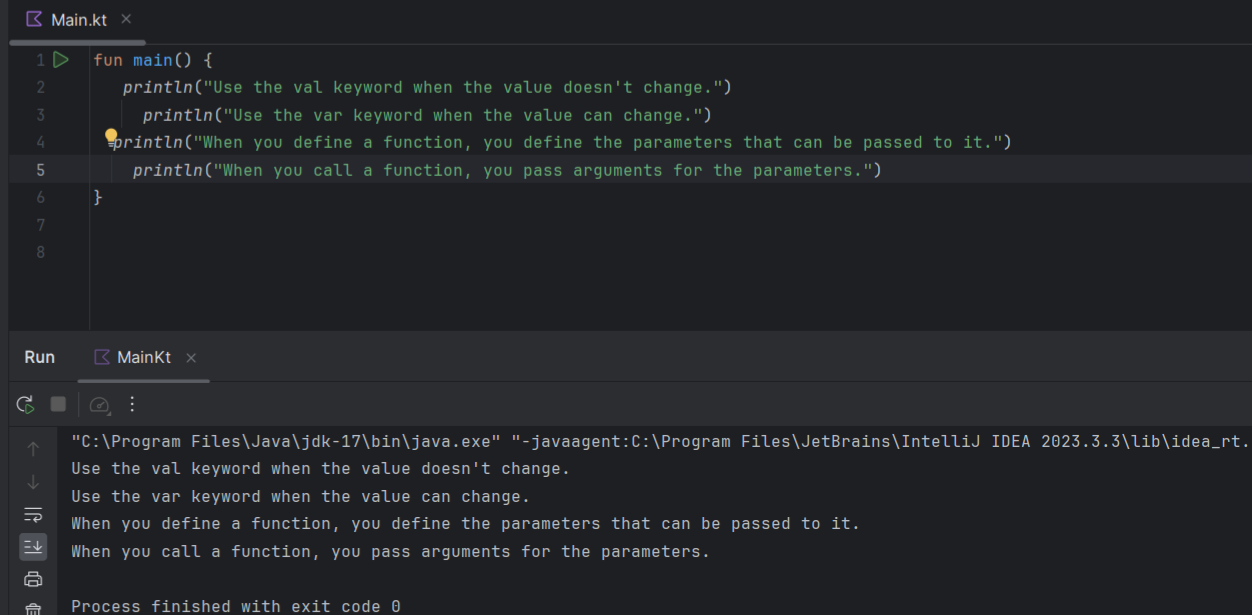 Main.kt
1 fun main() {
2 println("Use the val keyword when the value doesn't change.")
3 println("Use the var keyword when the value can change.")
4 println("When you define a function, you define the parameters that can be passed to it.")
5 println("When you call a function, you pass arguments for the parameters.")
6 }
7
8
Run MainKt
"C:\Program Files\Java\jdk-17\bin\java.exe" "-javaagent:C:\Program Files\JetBrains\IntelliJ IDEA 2023.3.3\lib\idea_rt.
Use the val keyword when the value doesn't change.
Use the var keyword when the value can change.
When you define a function, you define the parameters that can be passed to it.
When you call a function, you pass arguments for the parameters.
Process finished with exit code 0